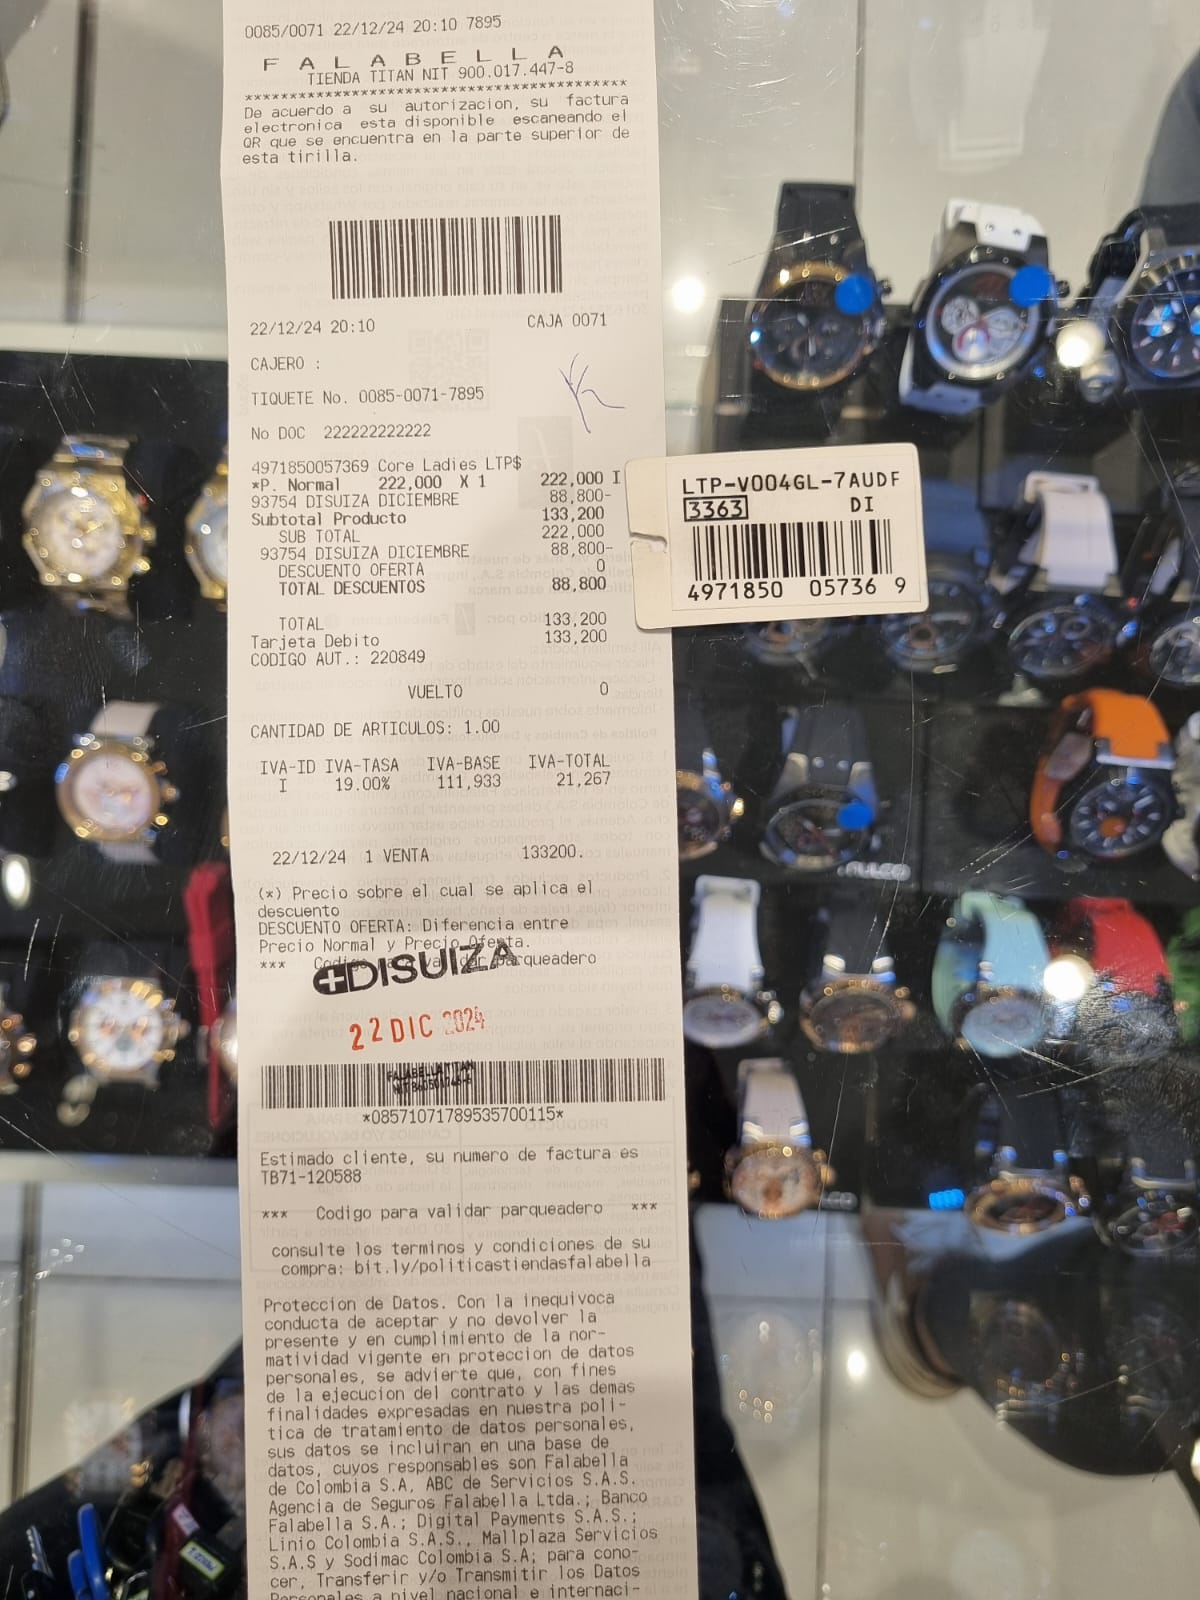 0085/0071 22/12/24 20:10 7895
F A L A B E L L A
TIENDA TITAN NIT 900.017.447-8
****************************************
De acuerdo a su autorizacion, su factura
electronica esta disponible escaneando el
QR que se encuentra en la parte superior de
esta tirilla.
22/12/24 20:10 CAJA 0071
CAJERO :
TIQUETE No. 0085-0071-7895
No DOC 222222222222
4971850057369 Core Ladies LTP$
*P. Normal 222,000 X 1 222,000 I
93754 DISUIZA DICIEMBRE 88,800-
Subtotal Producto 133,200
SUB TOTAL 222,000
93754 DISUIZA DICIEMBRE 88,800-
DESCUENTO OFERTA 0
TOTAL DESCUENTOS 88,800
TOTAL 133,200
Tarjeta Debito 133,200
CODIGO AUT.: 220849
VUELTO 0
CANTIDAD DE ARTICULOS: 1.00
IVA-ID IVA-TASA IVA-BASE IVA-TOTAL
I 19.00% 111,933 21,267
22/12/24 1 VENTA 133200.
(*) Precio sobre el cual se aplica el
descuento
DESCUENTO OFERTA: Diferencia entre
Precio Normal y Precio Oferta.
*** Codigo para validar parqueadero
DISUIZA
22 DIC 2024
FALABELLA TITAN
*08571071789535700115*
Estimado cliente, su numero de factura es
TB71-120588
*** Codigo para validar parqueadero ***
consulte los terminos y condiciones de su
compra: bit.ly/politicastiendasfalabella
Proteccion de Datos. Con la inequivoca
conducta de aceptar y no devolver la
presente y en cumplimiento de la nor-
matividad vigente en proteccion de datos
personales, se advierte que, con fines
de la ejecucion del contrato y las demas
finalidades expresadas en nuestra poli-
tica de tratamiento de datos personales,
sus datos se incluiran en una base de
datos, cuyos responsables son Falabella
de Colombia S.A, ABC de Servicios S.A.S.
Agencia de Seguros Falabella Ltda.; Banco
Falabella S.A.; Digital Payments S.A.S.;
Linio Colombia S.A.S., Mallplaza Servicios
S.A.S y Sodimac Colombia S.A; para cono-
cer, Transferir y/o Transmitir los Datos
Personales a nivel nacional e internaci-
LTP-V004GL-7AUDF
3363 DI
4971850 05736 9